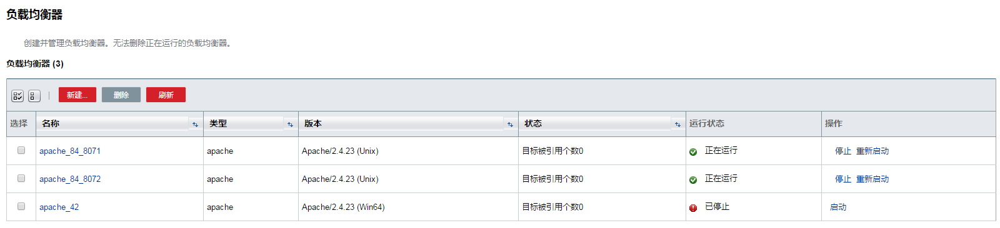 负载均衡器
创建并管理负载均衡器。无法删除正在运行的负载均衡器。
负载均衡器 (3)
新建... 删除 刷新
选择 名称 类型 版本 状态 运行状态 操作
apache_84_8071 apache Apache/2.4.23 (Unix) 目标被引用个数0 正在运行 停止 重新启动
apache_84_8072 apache Apache/2.4.23 (Unix) 目标被引用个数0 正在运行 停止 重新启动
apache_42 apache Apache/2.4.23 (Win64) 目标被引用个数0 已停止 启动